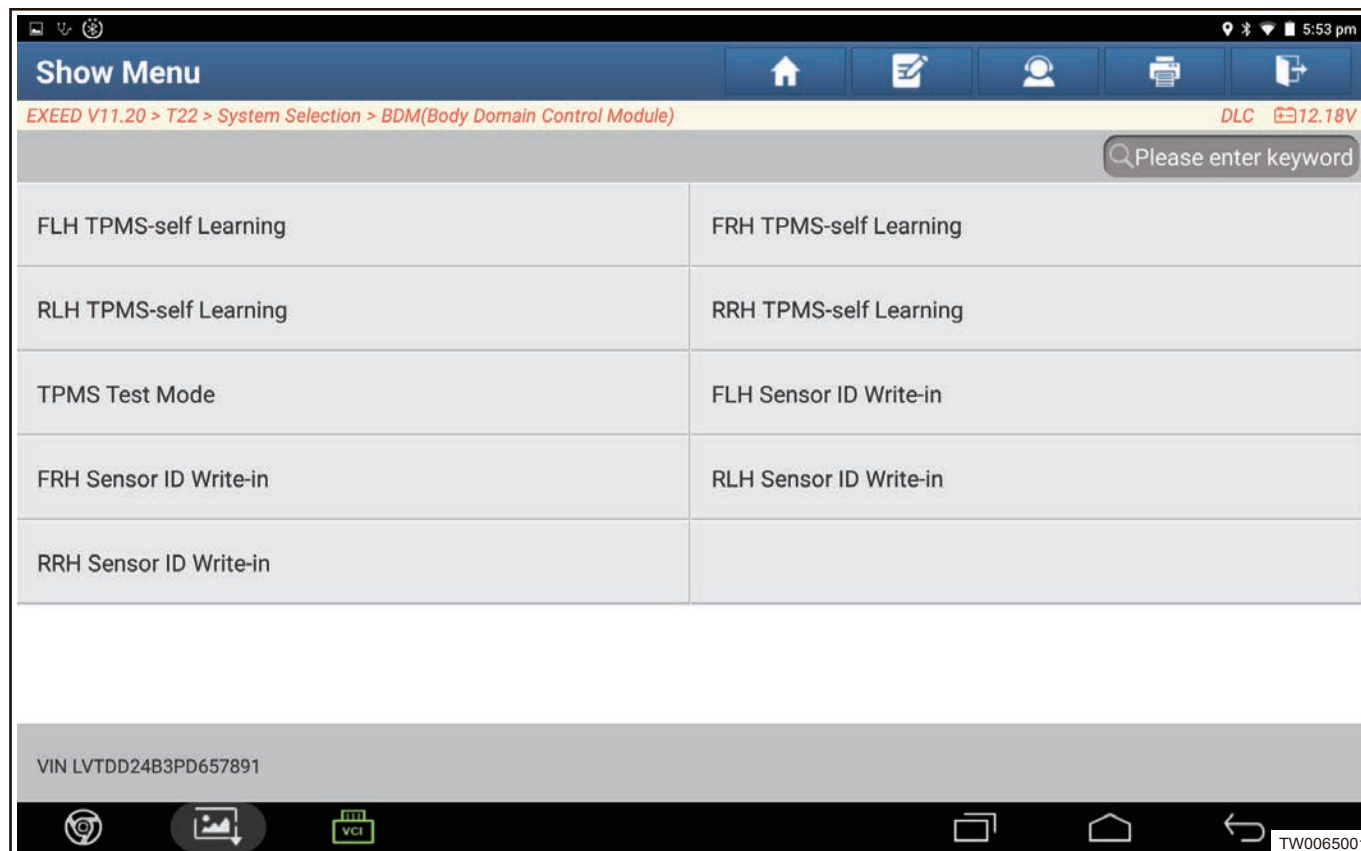 5:53 pm
Show Menu
EXEED V11.20 > T22 > System Selection > BDM(Body Domain Control Module)
DLC 12.18V
Please enter keyword
FLH TPMS-self Learning
FRH TPMS-self Learning
RLH TPMS-self Learning
RRH TPMS-self Learning
TPMS Test Mode
FLH Sensor ID Write-in
FRH Sensor ID Write-in
RLH Sensor ID Write-in
RRH Sensor ID Write-in
VIN LVTDD24B3PD657891
VCI